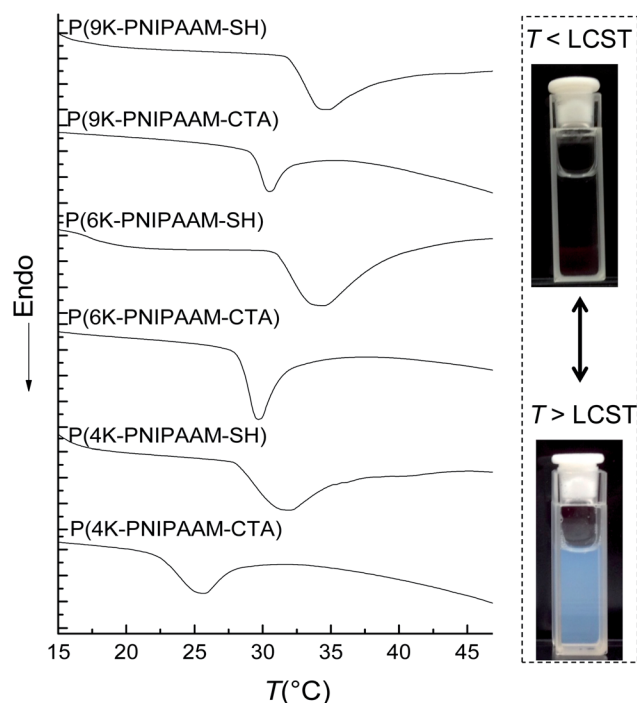 P(9K-PNIPAAM-SH)
P(9K-PNIPAAM-CTA)
P(6K-PNIPAAM-SH)
P(6K-PNIPAAM-CTA)
P(4K-PNIPAAM-SH)
P(4K-PNIPAAM-CTA)
Endo
15 20 25 30 35 40 45
T(°C)
T < LCST
T > LCST